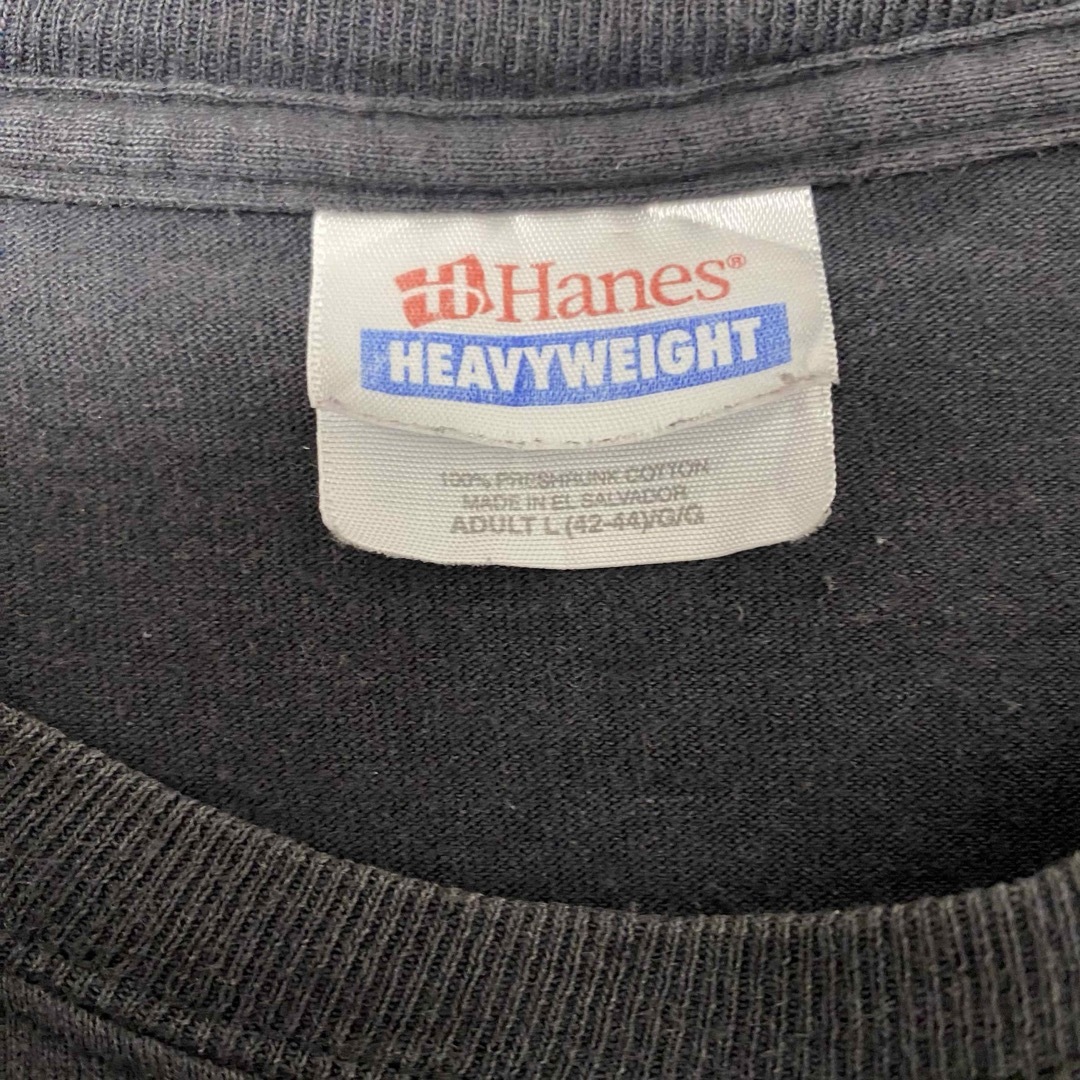 Hanes®
HEAVYWEIGHT
100% PRESHRUNK COTTON
MADE IN EL SALVADOR
ADULT L (42-44)/G/G